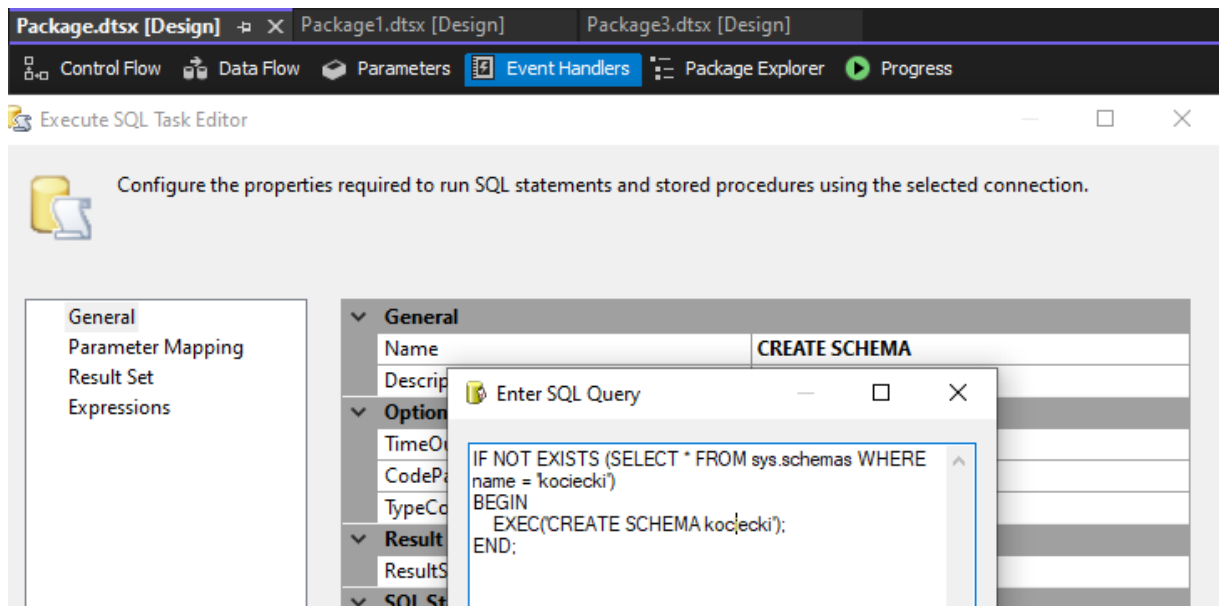 Package.dtsx [Design] Package1.dtsx [Design] Package3.dtsx [Design]
Control Flow Data Flow Parameters Event Handlers Package Explorer Progress
Execute SQL Task Editor
Configure the properties required to run SQL statements and stored procedures using the selected connection.
General
Parameter Mapping
Result Set
Expressions
General
Name CREATE SCHEMA
Descrip
Option
TimeOu
CodePa
TypeCo
Result
ResultS
SQL St
Enter SQL Query
IF NOT EXISTS (SELECT * FROM sys.schemas WHERE
name = 'kociecki')
BEGIN
EXEC('CREATE SCHEMA kociecki');
END;